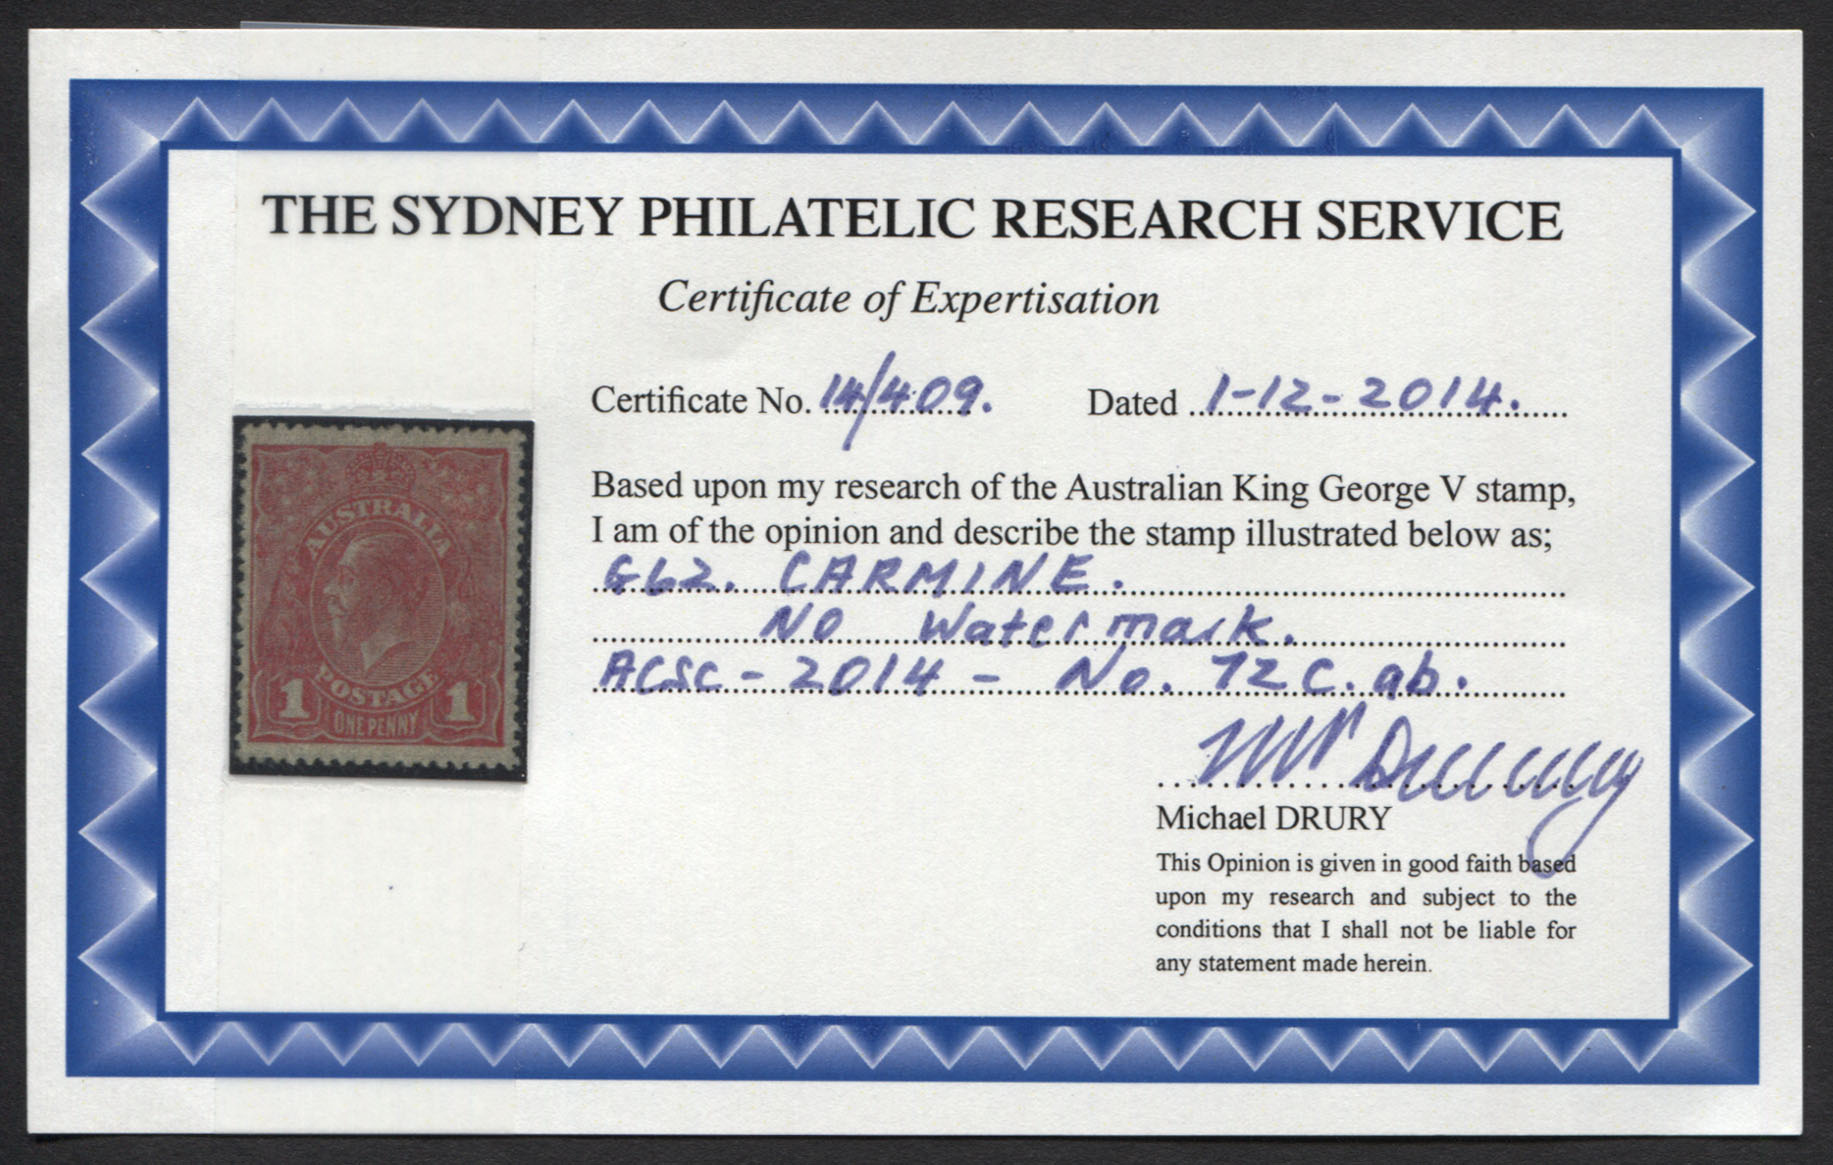 THE SYDNEY PHILATELIC RESEARCH SERVICE
Certificate of Expertisation
Certificate No. 14/409. Dated 1-12-2014.
Based upon my research of the Australian King George V stamp,
I am of the opinion and describe the stamp illustrated below as;
G62. CARMINE.
NO Watermark.
ACSC - 2014 - No. 72 C. ab.
AUSTRALIA
POSTAGE
1 ONE PENNY 1
M Drury
Michael DRURY
This Opinion is given in good faith based
upon my research and subject to the
conditions that I shall not be liable for
any statement made herein.